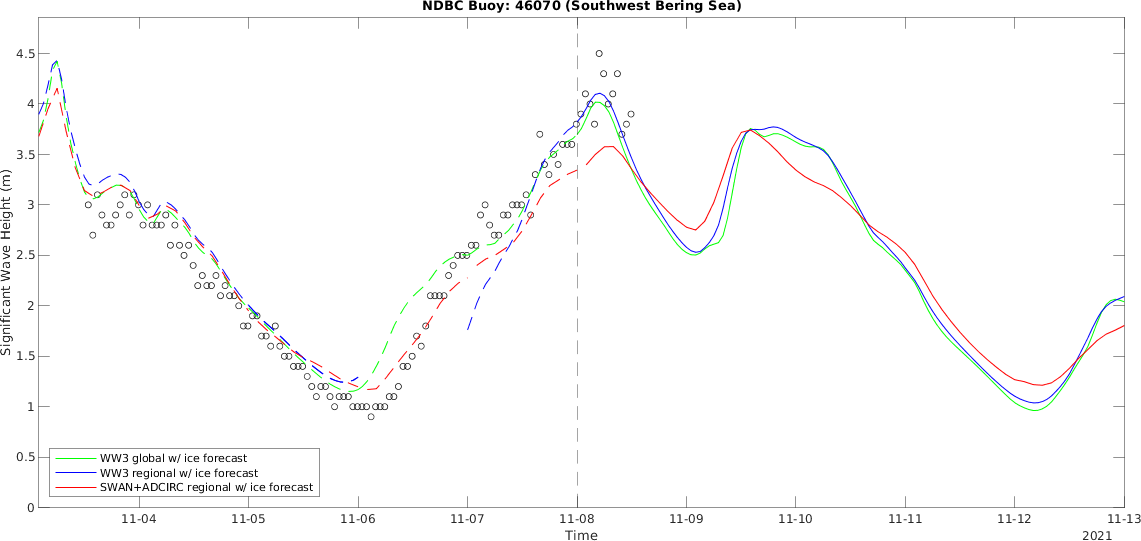 NDBC Buoy: 46070 (Southwest Bering Sea)
Significant Wave Height (m)
4.5
4
3.5
3
2.5
2
1.5
1
0.5
0
WW3 global w/ ice forecast
WW3 regional w/ ice forecast
SWAN+ADCIRC regional w/ ice forecast
11-04 11-05 11-06 11-07 11-08 11-09 11-10 11-11 11-12 11-13
Time
2021